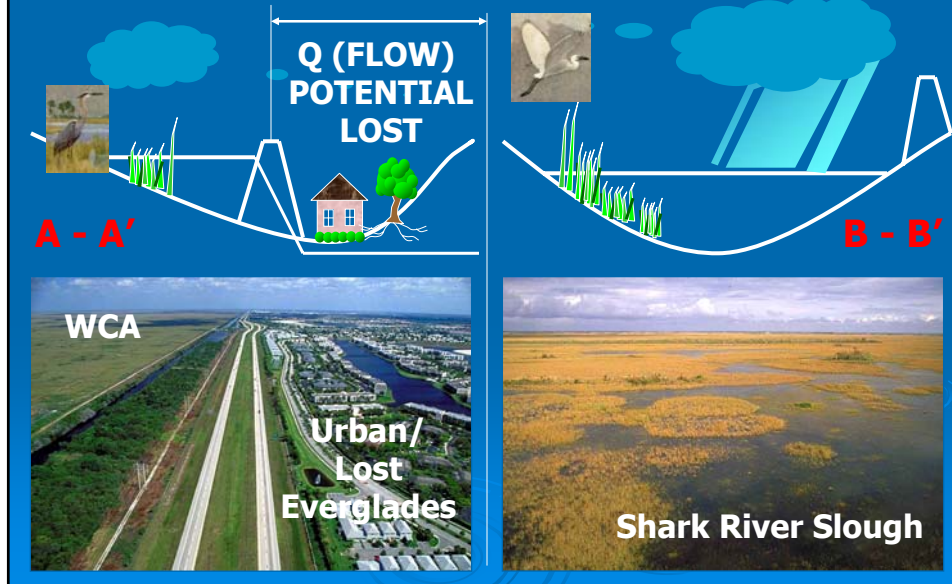 Q (FLOW)
POTENTIAL
LOST
A - A’
B - B’
WCA
Urban/
Lost
Everglades
Shark River Slough